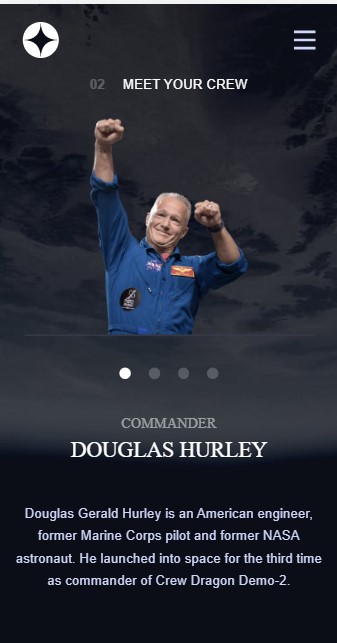 02 MEET YOUR CREW
COMMANDER
DOUGLAS HURLEY
Douglas Gerald Hurley is an American engineer,
former Marine Corps pilot and former NASA
astronaut. He launched into space for the third time
as commander of Crew Dragon Demo-2.